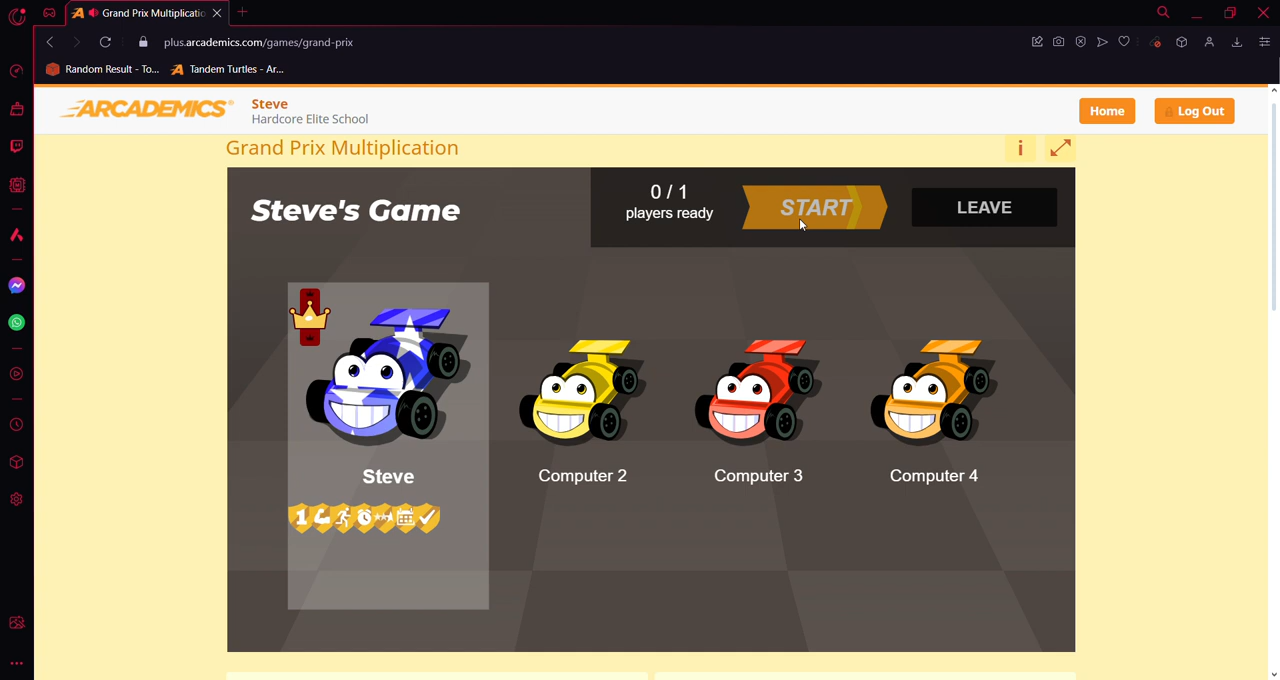 Grand Prix Multiplicatio
plus.arcademics.com/games/grand-prix
Random Result - To... Tandem Turtles - Ar...
ARCADEMICS
Steve
Hardcore Elite School
Home
Log Out
Grand Prix Multiplication
i
Steve's Game
0 / 1
players ready
START
LEAVE
Steve
Computer 2
Computer 3
Computer 4
1